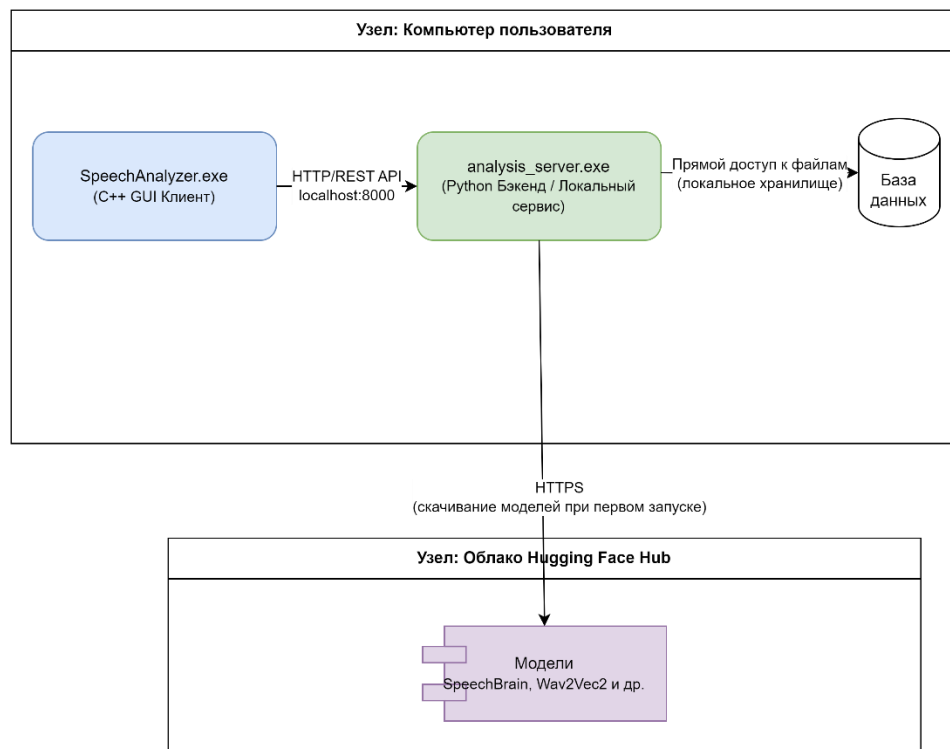 Узел: Компьютер пользователя
SpeechAnalyzer.exe
(C++ GUI Клиент)
HTTP/REST API
localhost:8000
analysis_server.exe
(Python Бэкенд / Локальный
сервис)
Прямой доступ к файлам
(локальное хранилище)
База
данных
HTTPS
(скачивание моделей при первом запуске)
Узел: Облако Hugging Face Hub
Модели
SpeechBrain, Wav2Vec2 и др.